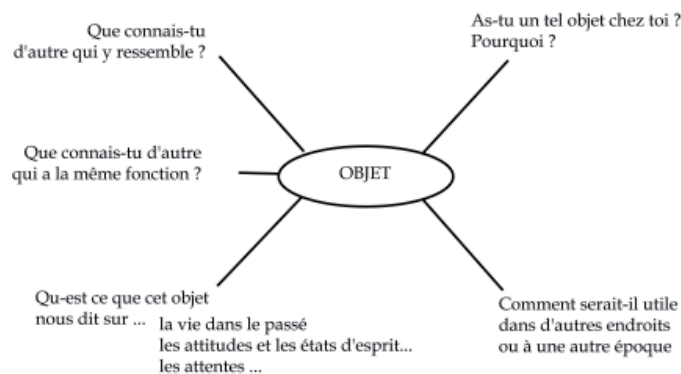 Que connais-tu
d'autre qui y ressemble ?
As-tu un tel objet chez toi ?
Pourquoi ?
Que connais-tu d'autre
qui a la même fonction ?
OBJET
Qu-est ce que cet objet
nous dit sur ...
la vie dans le passé
les attitudes et les états d'esprit...
les attentes ...
Comment serait-il utile
dans d'autres endroits
ou à une autre époque